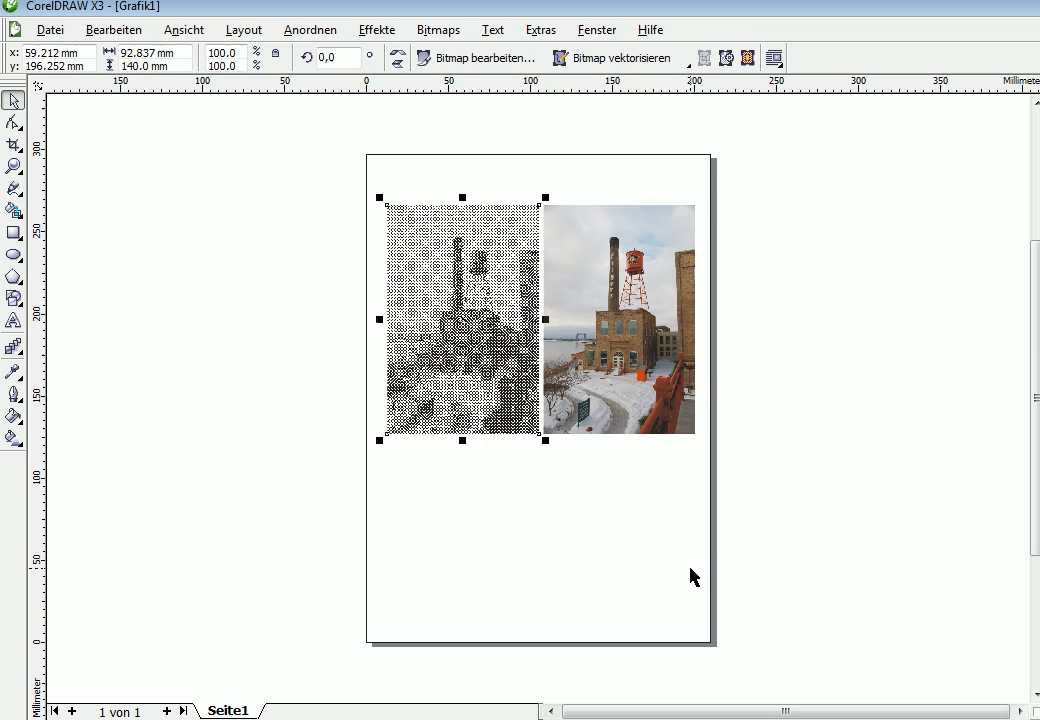 CorelDRAW X3 - [Grafik1]
Datei Bearbeiten Ansicht Layout Anordnen Effekte Bitmaps Text Extras Fenster Hilfe
x: 59.212 mm 92.837 mm 100.0 % 0,0 ° Bitmap bearbeiten... Bitmap vektorisieren
y: 196.252 mm 140.0 mm 100.0 %
150 100 50 0 50 100 150 200 250 300 350 Millimete
300
250
200
150
100
50
0
Millimeter
1 von 1 Seite1